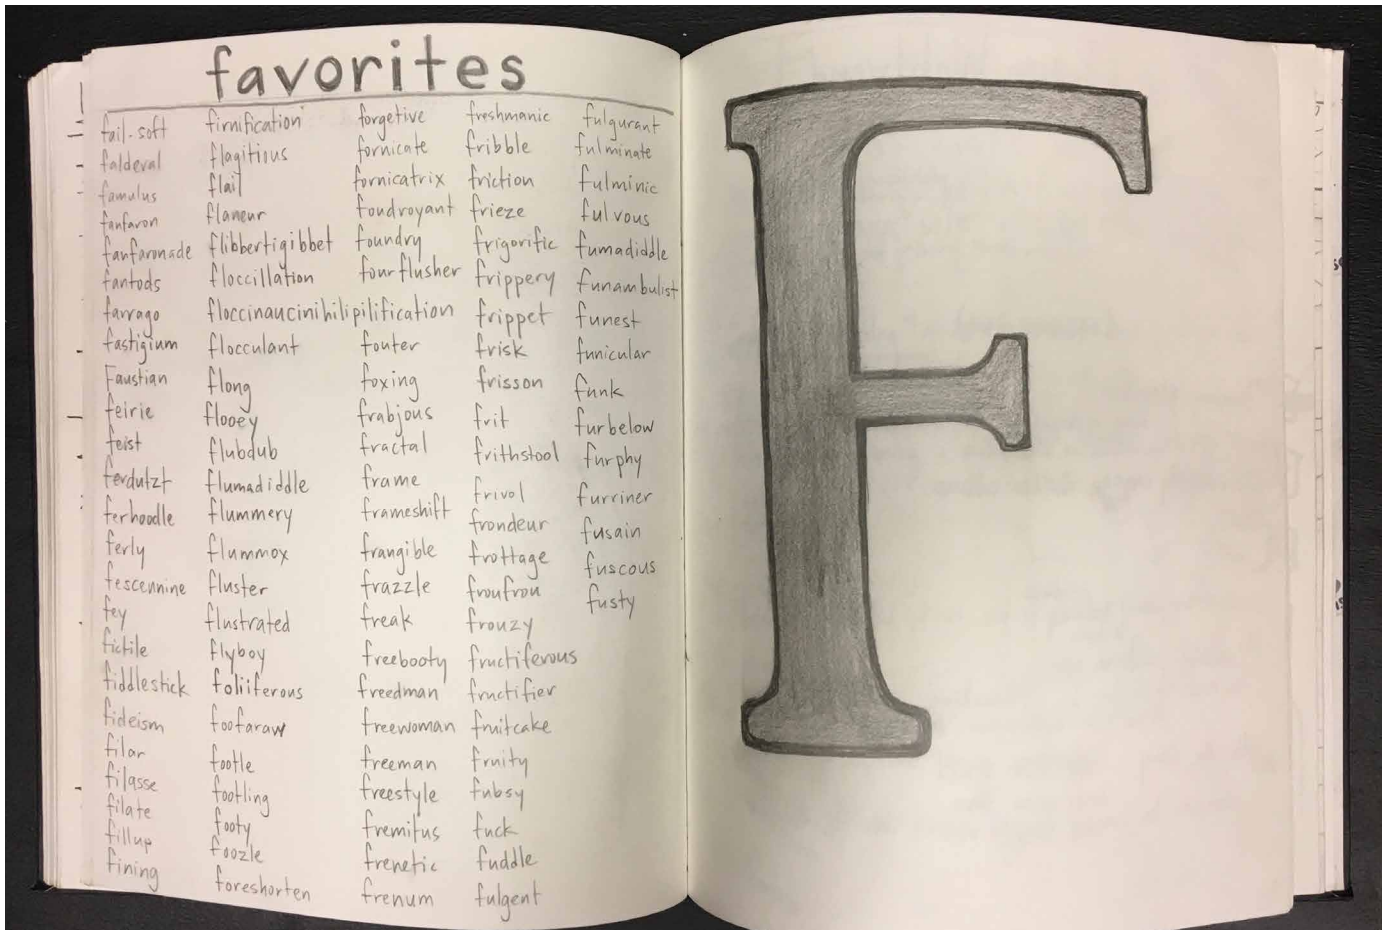 favorites
fail-soft
falderal
famulus
fanfaron
fanfaronade
fantods
farrago
fastigium
Faustian
feirie
feist
ferdutzt
ferhoodle
ferly
fescennine
fey
fictile
fiddlestick
fideism
filar
filasse
filate
fillup
fining
firnification
flagitious
flail
flaneur
flibbertigibbet
floccillation
floccinaucinihilipilification
flocculant
flong
flooey
flubdub
flumadiddle
flummery
flummox
fluster
flustrated
flyboy
foliiferous
foofaraw
footle
footling
footy
foozle
foreshorten
forgetive
fornicate
fornicatrix
foudroyant
foundry
fourflusher
fouter
foxing
frabjous
fractal
frame
frameshift
frangible
frazzle
freak
freebooty
freedman
freewoman
freeman
freestyle
fremitus
frenetic
frenum
freshmanic
fribble
friction
frieze
frigorific
frippery
frippet
frisk
frisson
frit
frithstool
frivol
frondeur
frottage
froufrou
frouzy
fructiferous
fructifier
fruitcake
fruity
fubsy
fuck
fuddle
fulgent
fulgurant
fulminate
fulminic
fulvous
fumadiddle
funambulist
funest
funicular
funk
furbelow
furphy
furriner
fusain
fuscous
fusty
F